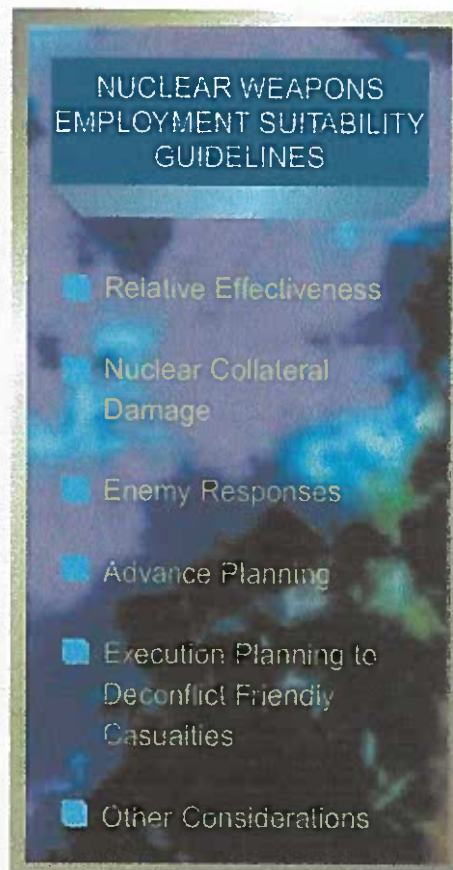 NUCLEAR WEAPONS
EMPLOYMENT SUITABILITY
GUIDELINES
Relative Effectiveness
Nuclear Collateral
Damage
Enemy Responses
Advance Planning
Execution Planning to
Deconflict Friendly
Casualties
Other Considerations